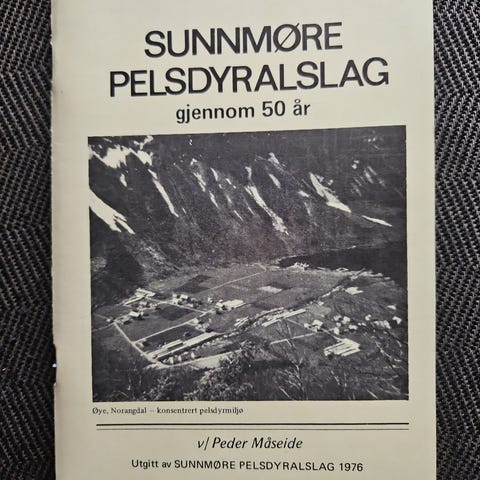 SUNNMØRE
PELSDYRALSLAG
gjennom 50 år
Øye, Norangdal — konsentrert pelsdyrmiljø
v/ Peder Måseide
Utgitt av SUNNMØRE PELSDYRALSLAG 1976